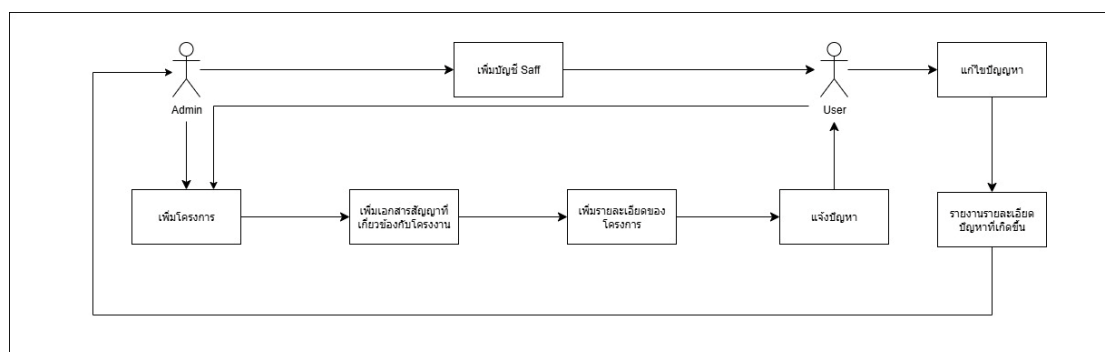 เพิ่มบัญชี Saff
แก้ไขปัญญหา
Admin
User
เพิ่มโครงการ
เพิ่มเอกสารสัญาที่
เกี่ยวข้องกับโครงงาน
เพิ่มรายละเอียดของ
โครงการ
แจ้งปัญหา
รายงานรายละเอียด
ปัญหาที่เกิดขึ้น